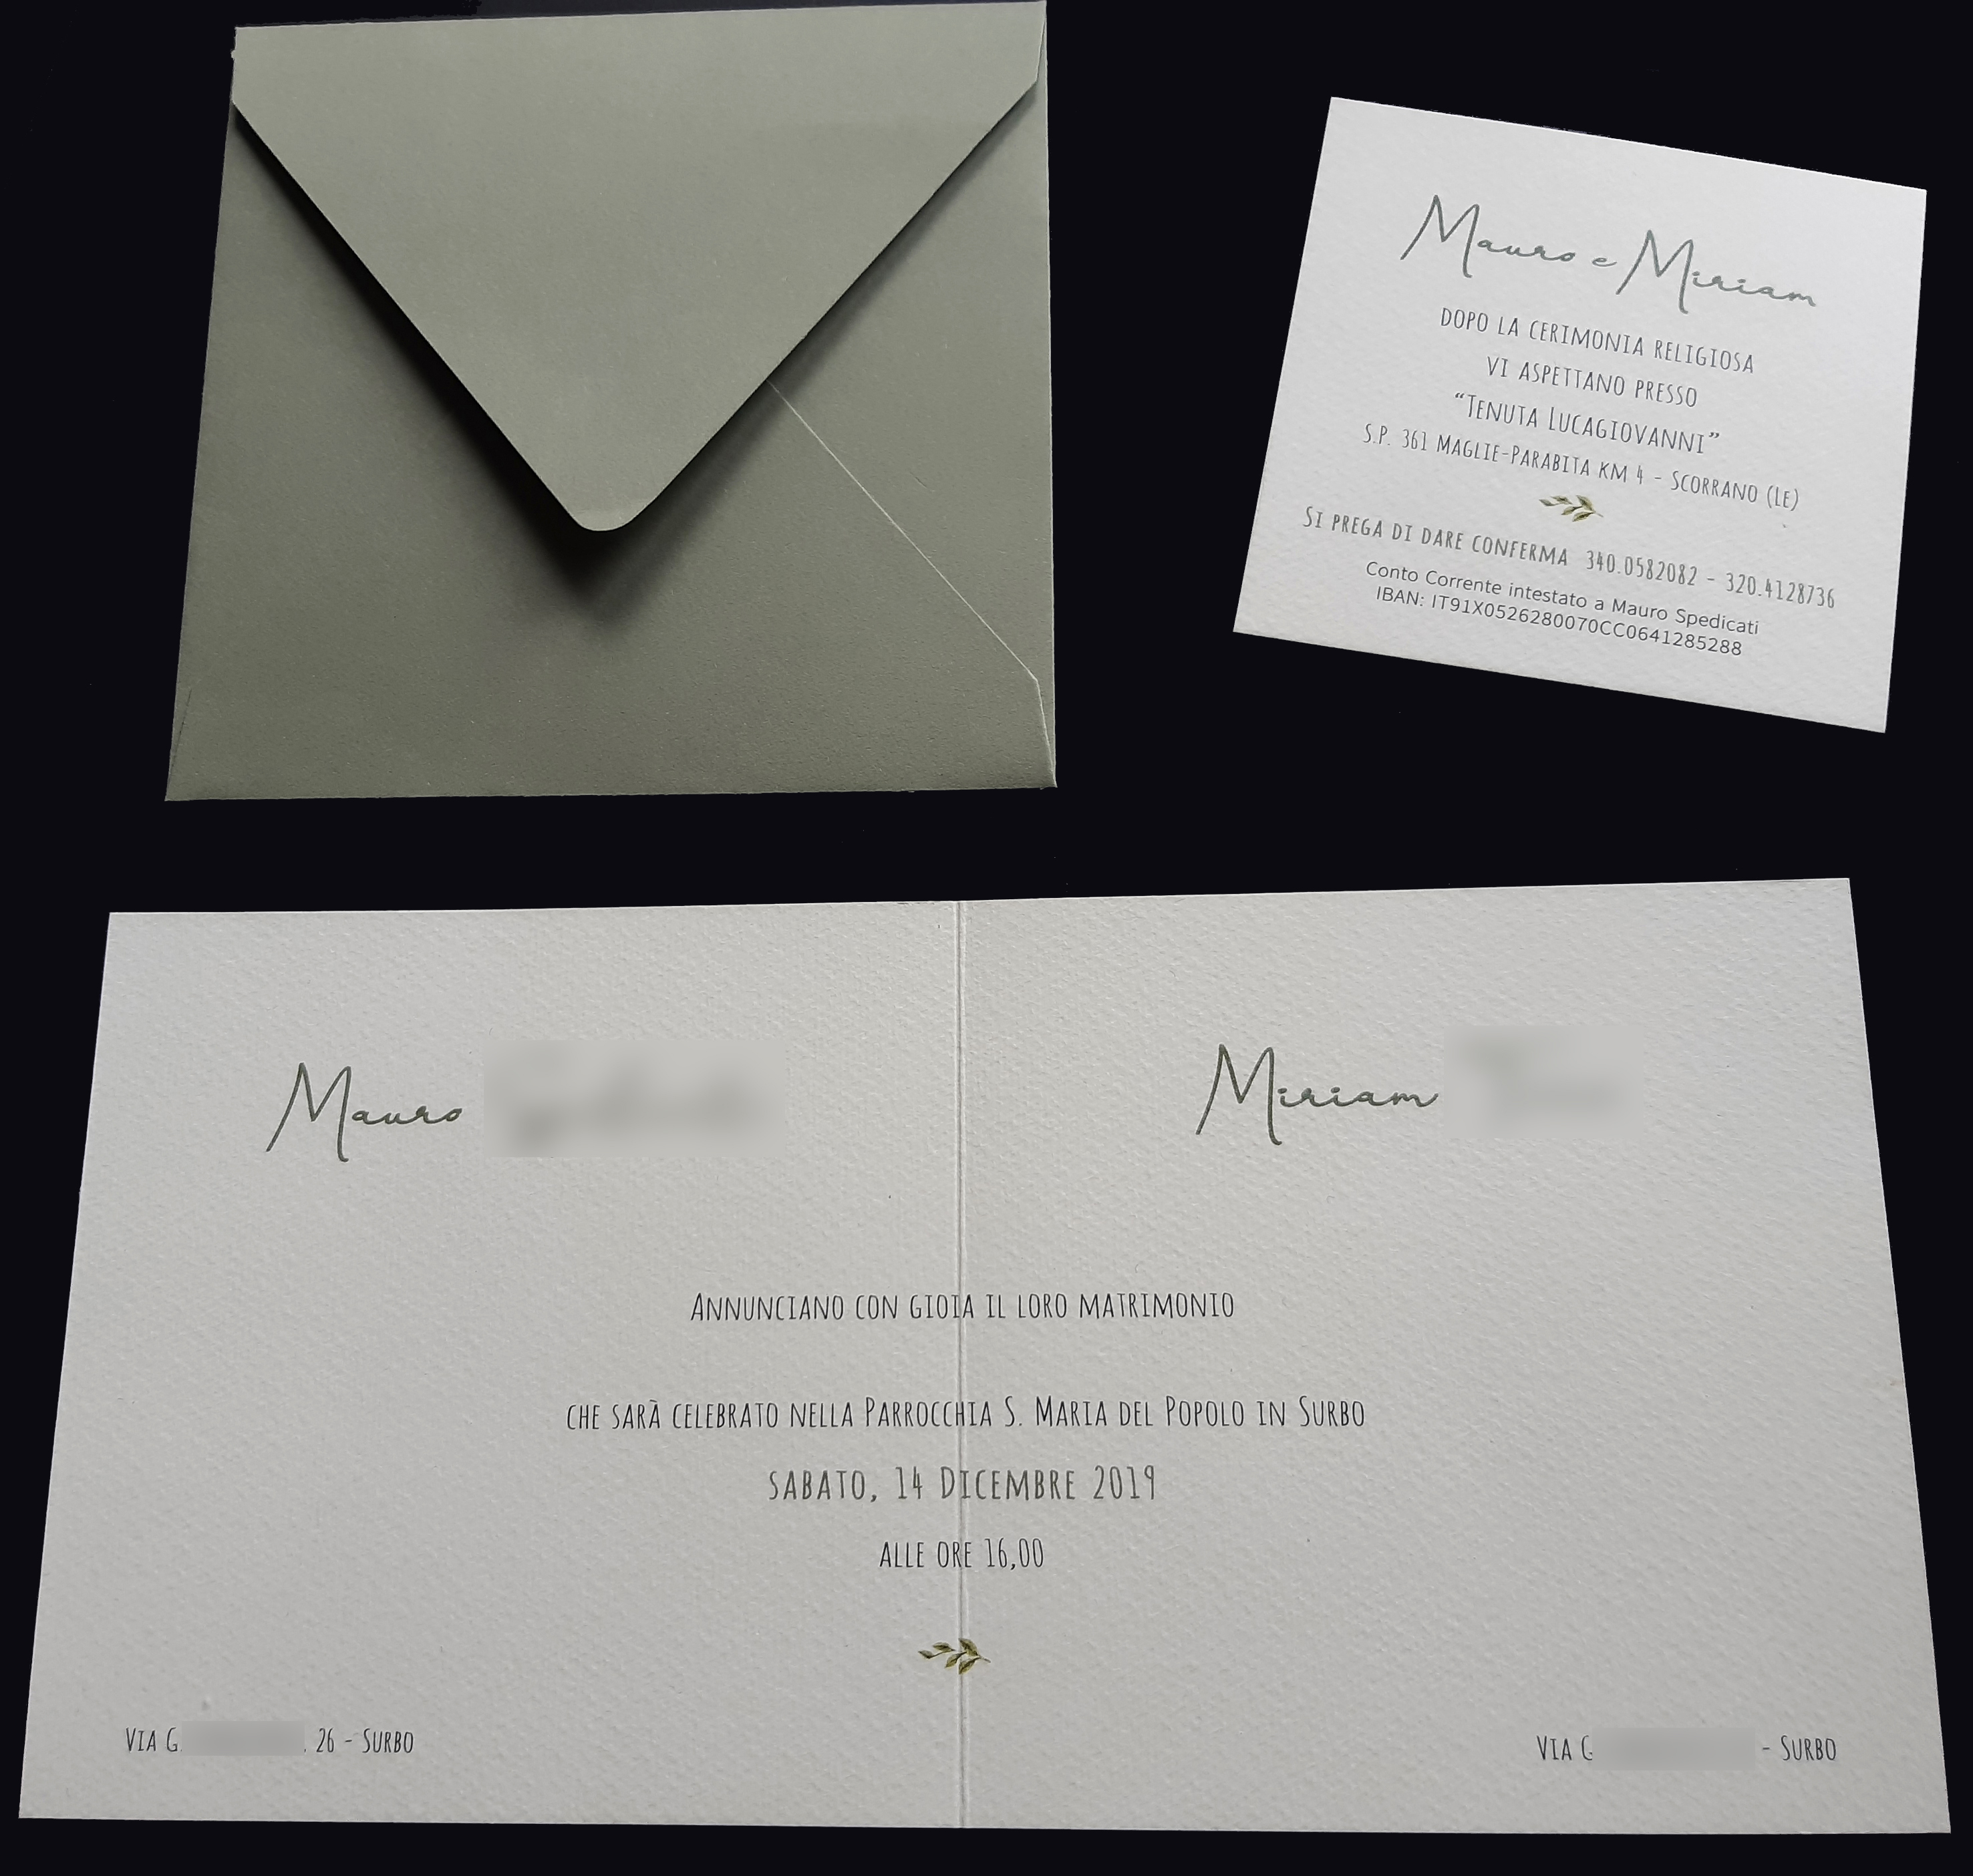 Mauro e Miriam
DOPO LA CERIMONIA RELIGIOSA
VI ASPETTANO PRESSO
“TENUTA LUCAGIOVANNI”
S.P. 361 MAGLIE-PARABITA KM 4 - SCORRANO (LE)
SI PREGA DI DARE CONFERMA 340.0582082 - 320.4128736
Conto Corrente intestato a Mauro Spedicati
IBAN: IT91X0526280070CC0641285288
Mauro
Miriam
ANNUNCIANO CON GIOIA IL LORO MATRIMONIO
CHE SARÀ CELEBRATO NELLA PARROCCHIA S. MARIA DEL POPOLO IN SURBO
SABATO, 14 DICEMBRE 2019
ALLE ORE 16,00
VIA G. 26 - SURBO
VIA G - SURBO